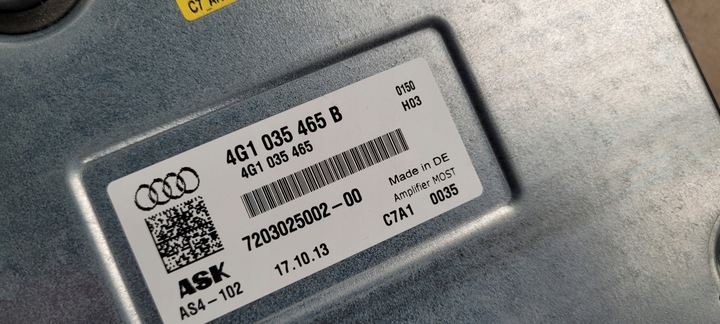 4G1 035 465 B
4G1 035 465
0150
H03
7203025002-00
Made in DE
Amplifier MOST
C7A1 0035
ASK
AS4-102
17.10.13